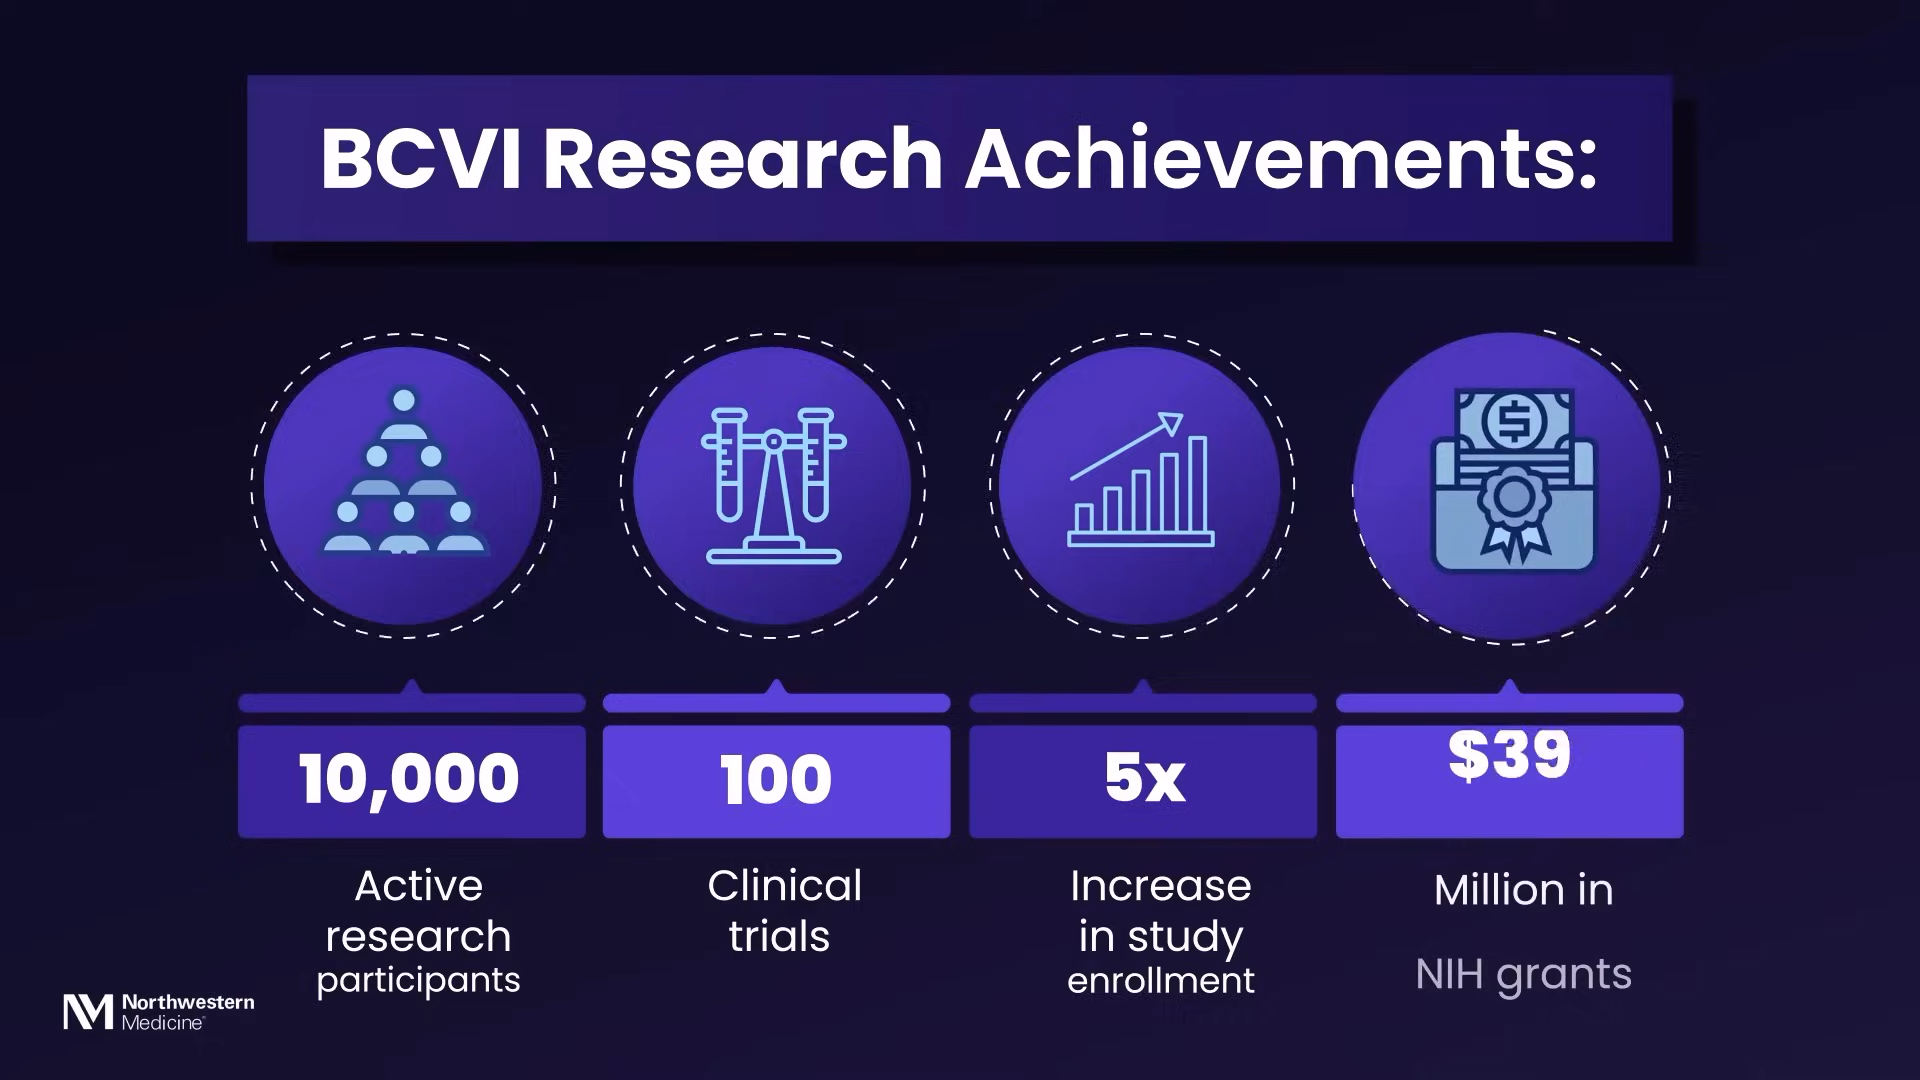 BCVI Research Achievements:
10,000
Active
research
participants
100
Clinical
trials
5x
Increase
in study
enrollment
$39
Million in
NIH grants
Northwestern
Medicine